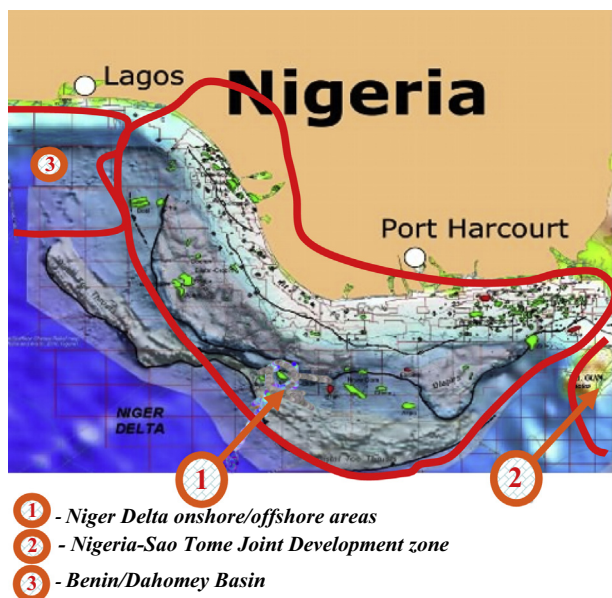 Lagos
Nigeria
3
Port Harcourt
NIGER
DELTA
1
2
1 - Niger Delta onshore/offshore areas
2 - Nigeria-Sao Tome Joint Development zone
3 - Benin/Dahomey Basin